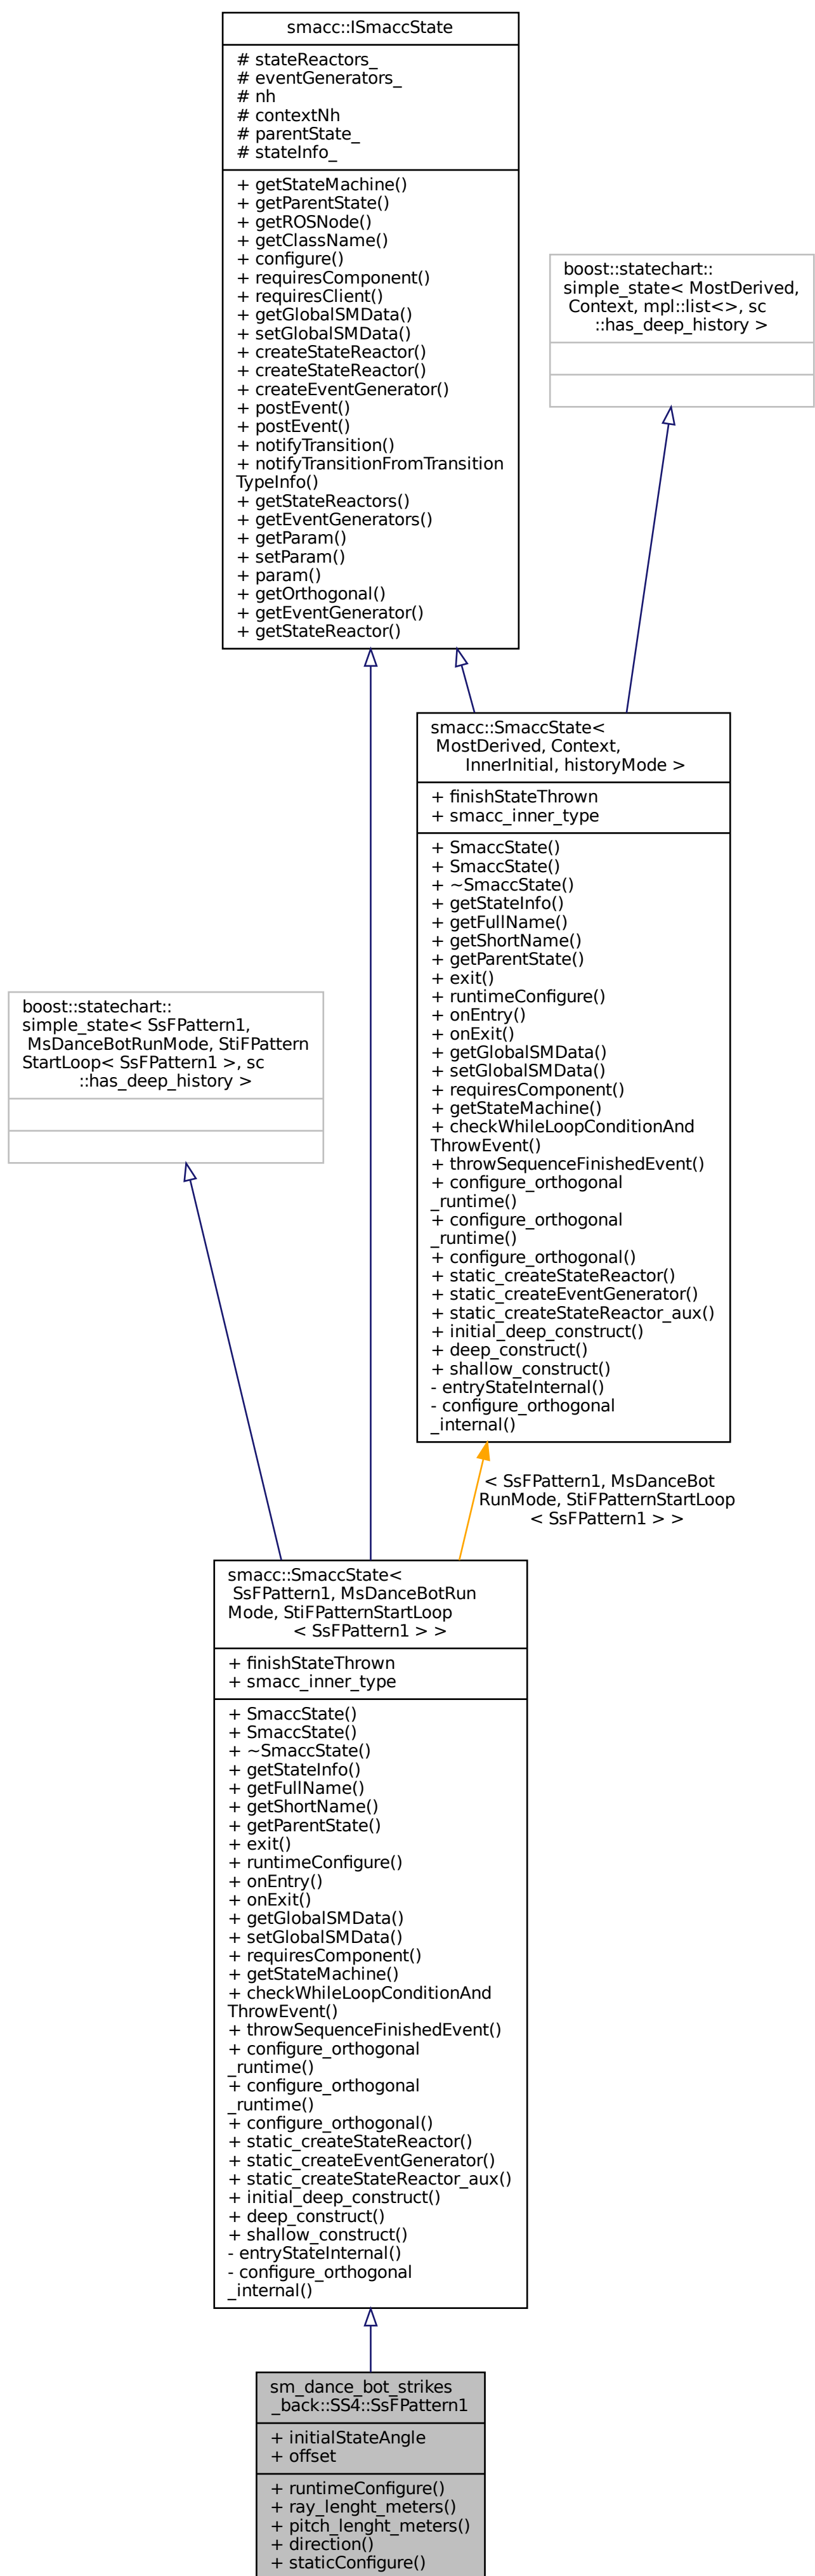 smacc::ISmaccState
# stateReactors_
# eventGenerators_
# nh
# contextNh
# parentState_
# stateInfo_
+ getStateMachine()
+ getParentState()
+ getROSNode()
+ getClassName()
+ configure()
+ requiresComponent()
+ requiresClient()
+ getGlobalSMData()
+ setGlobalSMData()
+ createStateReactor()
+ createStateReactor()
+ createEventGenerator()
+ postEvent()
+ postEvent()
+ notifyTransition()
+ notifyTransitionFromTransition
TypeInfo()
+ getStateReactors()
+ getEventGenerators()
+ getParam()
+ setParam()
+ param()
+ getOrthogonal()
+ getEventGenerator()
+ getStateReactor()
boost::statechart::
simple_state< MostDerived,
Context, mpl::list<>, sc
::has_deep_history >
smacc::SmaccState<
MostDerived, Context,
InnerInitial, historyMode >
+ finishStateThrown
+ smacc_inner_type
+ SmaccState()
+ SmaccState()
+ ~SmaccState()
+ getStateInfo()
+ getFullName()
+ getShortName()
+ getParentState()
+ exit()
+ runtimeConfigure()
+ onEntry()
+ onExit()
+ getGlobalSMData()
+ setGlobalSMData()
+ requiresComponent()
+ getStateMachine()
+ checkWhileLoopConditionAnd
ThrowEvent()
+ throwSequenceFinishedEvent()
+ configure_orthogonal
_runtime()
+ configure_orthogonal
_runtime()
+ configure_orthogonal()
+ static_createStateReactor()
+ static_createEventGenerator()
+ static_createStateReactor_aux()
+ initial_deep_construct()
+ deep_construct()
+ shallow_construct()
- entryStateInternal()
- configure_orthogonal
_internal()
boost::statechart::
simple_state< SsFPattern1,
MsDanceBotRunMode, StiFPattern
StartLoop< SsFPattern1 >, sc
::has_deep_history >
< SsFPattern1, MsDanceBot
RunMode, StiFPatternStartLoop
< SsFPattern1 > >
smacc::SmaccState<
SsFPattern1, MsDanceBotRun
Mode, StiFPatternStartLoop
< SsFPattern1 > >
+ finishStateThrown
+ smacc_inner_type
+ SmaccState()
+ SmaccState()
+ ~SmaccState()
+ getStateInfo()
+ getFullName()
+ getShortName()
+ getParentState()
+ exit()
+ runtimeConfigure()
+ onEntry()
+ onExit()
+ getGlobalSMData()
+ setGlobalSMData()
+ requiresComponent()
+ getStateMachine()
+ checkWhileLoopConditionAnd
ThrowEvent()
+ throwSequenceFinishedEvent()
+ configure_orthogonal
_runtime()
+ configure_orthogonal
_runtime()
+ configure_orthogonal()
+ static_createStateReactor()
+ static_createEventGenerator()
+ static_createStateReactor_aux()
+ initial_deep_construct()
+ deep_construct()
+ shallow_construct()
- entryStateInternal()
- configure_orthogonal
_internal()
sm_dance_bot_strikes
_back::SS4::SsFPattern1
+ initialStateAngle
+ offset
+ runtimeConfigure()
+ ray_lenght_meters()
+ pitch_lenght_meters()
+ direction()
+ staticConfigure()